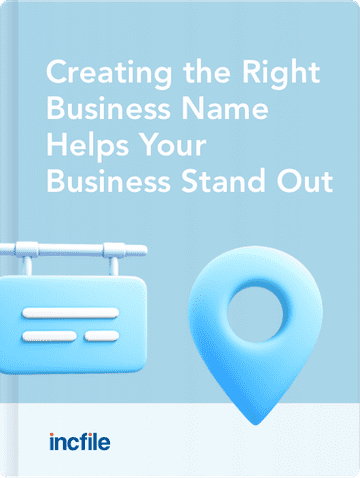 Creating the Right
Business Name
Helps Your
Business Stand Out
incfile